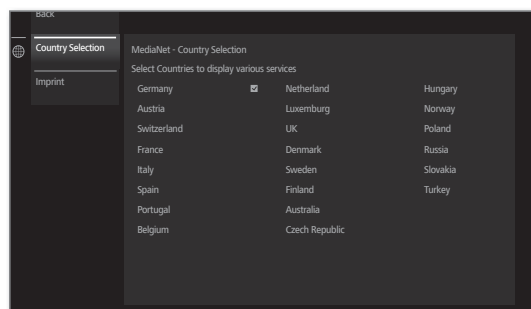 Back
Country Selection
Imprint
MediaNet - Country Selection
Select Countries to display various services
Germany Netherland Hungary
Austria Luxemburg Norway
Switzerland UK Poland
France Denmark Russia
Italy Sweden Slovakia
Spain Finland Turkey
Portugal Australia
Belgium Czech Republic